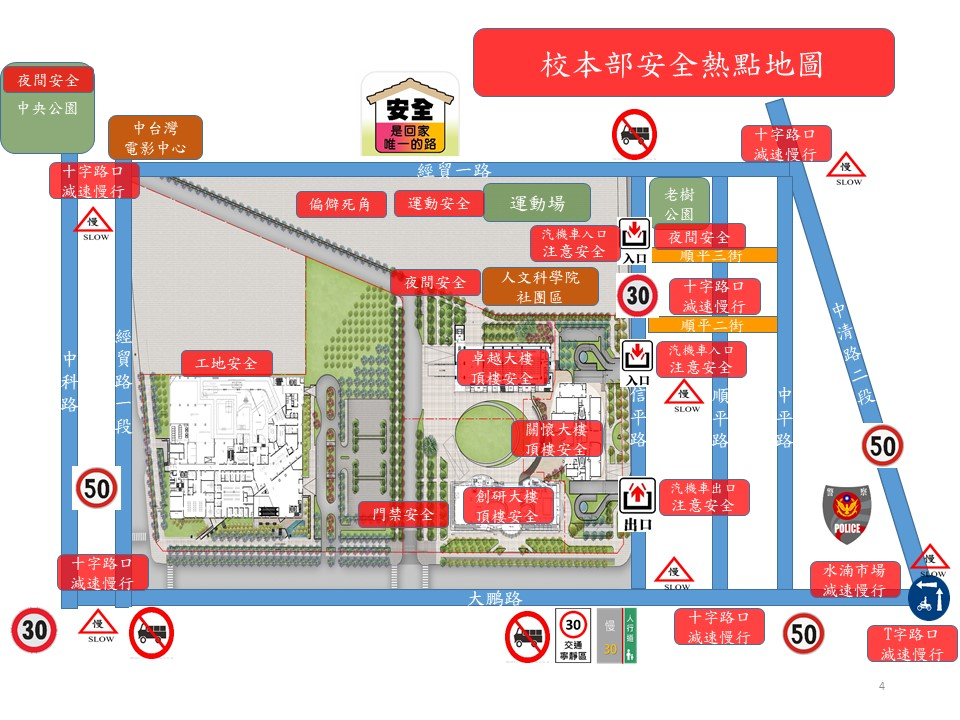 校本部安全熱點地圖
夜間安全
中央公園
中台灣
電影中心
安全
是回家
唯一的路
十字路口
減速慢行
慢
SLOW
十字路口
減速慢行
慢
SLOW
經貿一路
偏僻死角
運動安全
運動場
老樹
公園
汽機車入口
注意安全
入口
夜間安全
順平三街
夜間安全
人文科學院
社團區
30
十字路口
減速慢行
順平二街
中清路二段
工地安全
卓越大樓
頂樓安全
入口
汽機車入口
注意安全
慢
SLOW
中科路
經貿路一段
信平路
順平路
中平路
關懷大樓
頂樓安全
50
50
創研大樓
頂樓安全
門禁安全
出口
汽機車出口
注意安全
警察
POLICE
十字路口
減速慢行
慢
SLOW
水湳市場
減速慢行
慢
SLOW
大鵬路
30
慢
SLOW
30
交通
寧靜區
慢
30
人行道
十字路口
減速慢行
50
T字路口
減速慢行
4